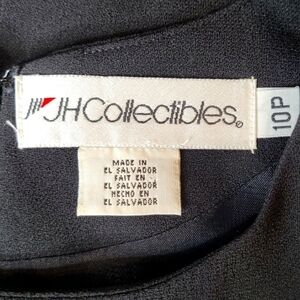 JHCollectibles®
10P
MADE IN
EL SALVADOR
FAIT EN
EL SALVADOR
HECHO EN
EL SALVADOR